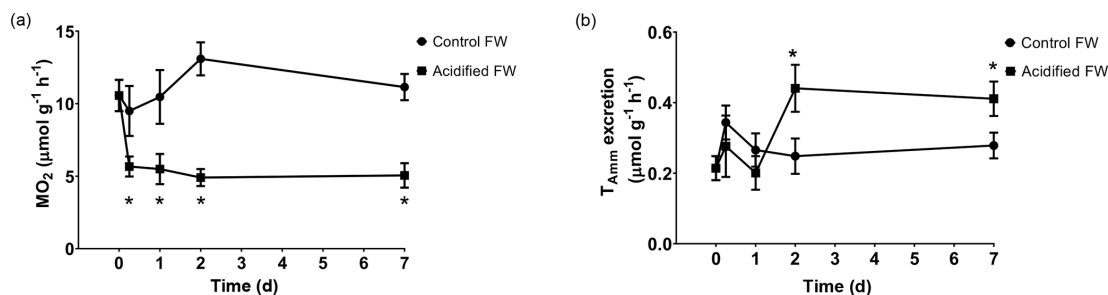 (a)
MO₂ (μmol g⁻¹ h⁻¹)
15
10
5
0
0 1 2 3 4 5 6 7
Time (d)
Control FW
Acidified FW
* * * *
(b)
T_Amm excretion
(μmol g⁻¹ h⁻¹)
0.6
0.4
0.2
0.0
0 1 2 3 4 5 6 7
Time (d)
Control FW
Acidified FW
* *